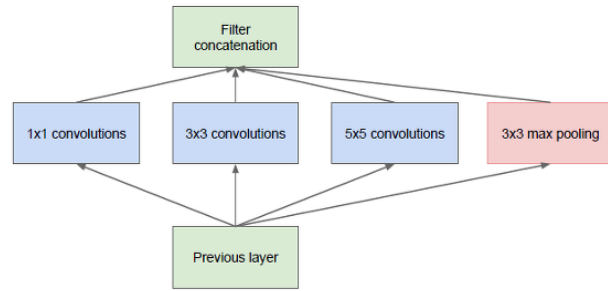 Filter
concatenation
1x1 convolutions
3x3 convolutions
5x5 convolutions
3x3 max pooling
Previous layer